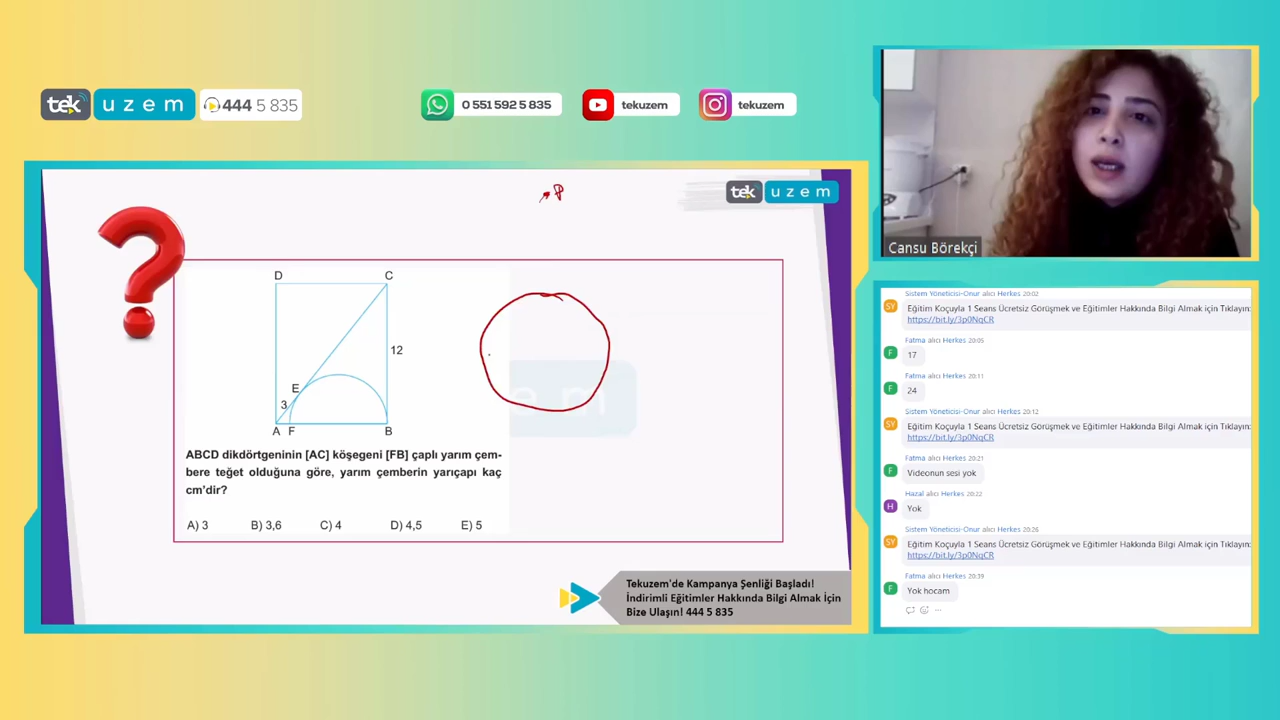 tek uzem 444 5 835
0 551 592 5 835
tekuzem
tekuzem
tek uzem
D C
12
E
3
A F B
ABCD dikdörtgeninin [AC] köşegeni [FB] çaplı yarım çem-
bere teğet olduğuna göre, yarım çemberin yarıçapı kaç
cm'dir?
A) 3 B) 3,6 C) 4 D) 4,5 E) 5
e m
Tekuzem'de Kampanya Şenliği Başladı!
İndirimli Eğitimler Hakkında Bilgi Almak İçin
Bize Ulaşın! 444 5 835
Cansu Börekçi
Sistem Yöneticisi-Onur alıcı Herkes 20:02
SY Eğitim Koçuyla 1 Seans Ücretsiz Görüşmek ve Eğitimler Hakkında Bilgi Almak için Tıklayın:
https://bit.ly/3p0NqCR
Fatma alıcı Herkes 20:05
F 17
Fatma alıcı Herkes 20:11
F 24
Sistem Yöneticisi-Onur alıcı Herkes 20:12
SY Eğitim Koçuyla 1 Seans Ücretsiz Görüşmek ve Eğitimler Hakkında Bilgi Almak için Tıklayın:
https://bit.ly/3p0NqCR
Fatma alıcı Herkes 20:21
F Videonun sesi yok
Hazal alıcı Herkes 20:22
H Yok
Sistem Yöneticisi-Onur alıcı Herkes 20:26
SY Eğitim Koçuyla 1 Seans Ücretsiz Görüşmek ve Eğitimler Hakkında Bilgi Almak için Tıklayın:
https://bit.ly/3p0NqCR
Fatma alıcı Herkes 20:39
F Yok hocam